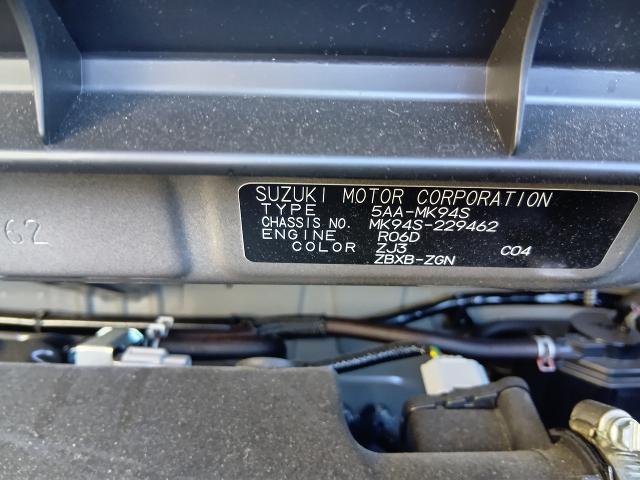 SUZUKI MOTOR CORPORATION
TYPE 5AA-MK94S
CHASSIS NO. MK94S-229462
ENGINE R06D
COLOR ZJ3 C04
ZBXB-ZGN
62